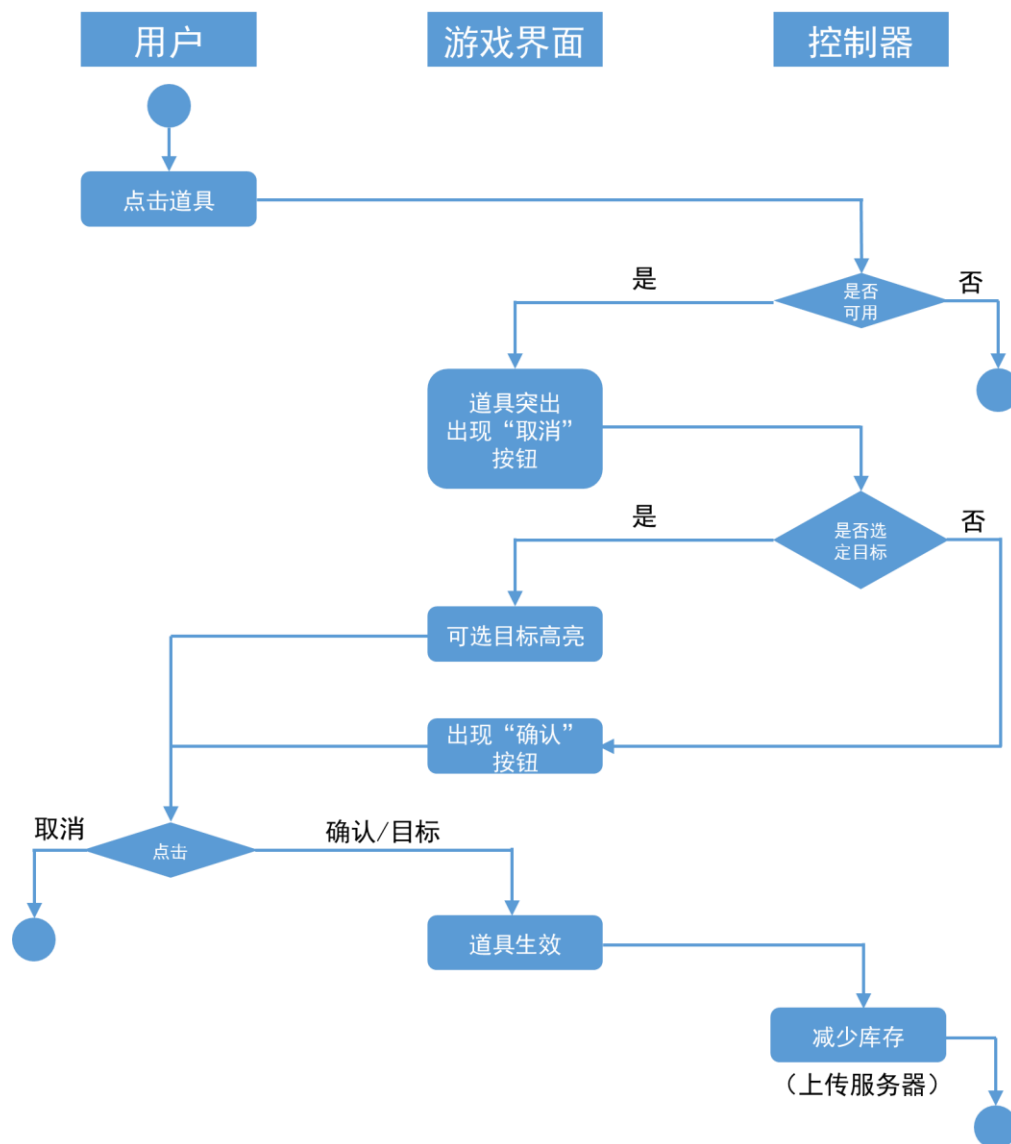 用户
游戏界面
控制器
点击道具
是否
可用
是
否
道具突出
出现“取消”
按钮
是否选
定目标
是
否
可选目标高亮
出现“确认”
按钮
点击
取消
确认/目标
道具生效
减少库存
（上传服务器）